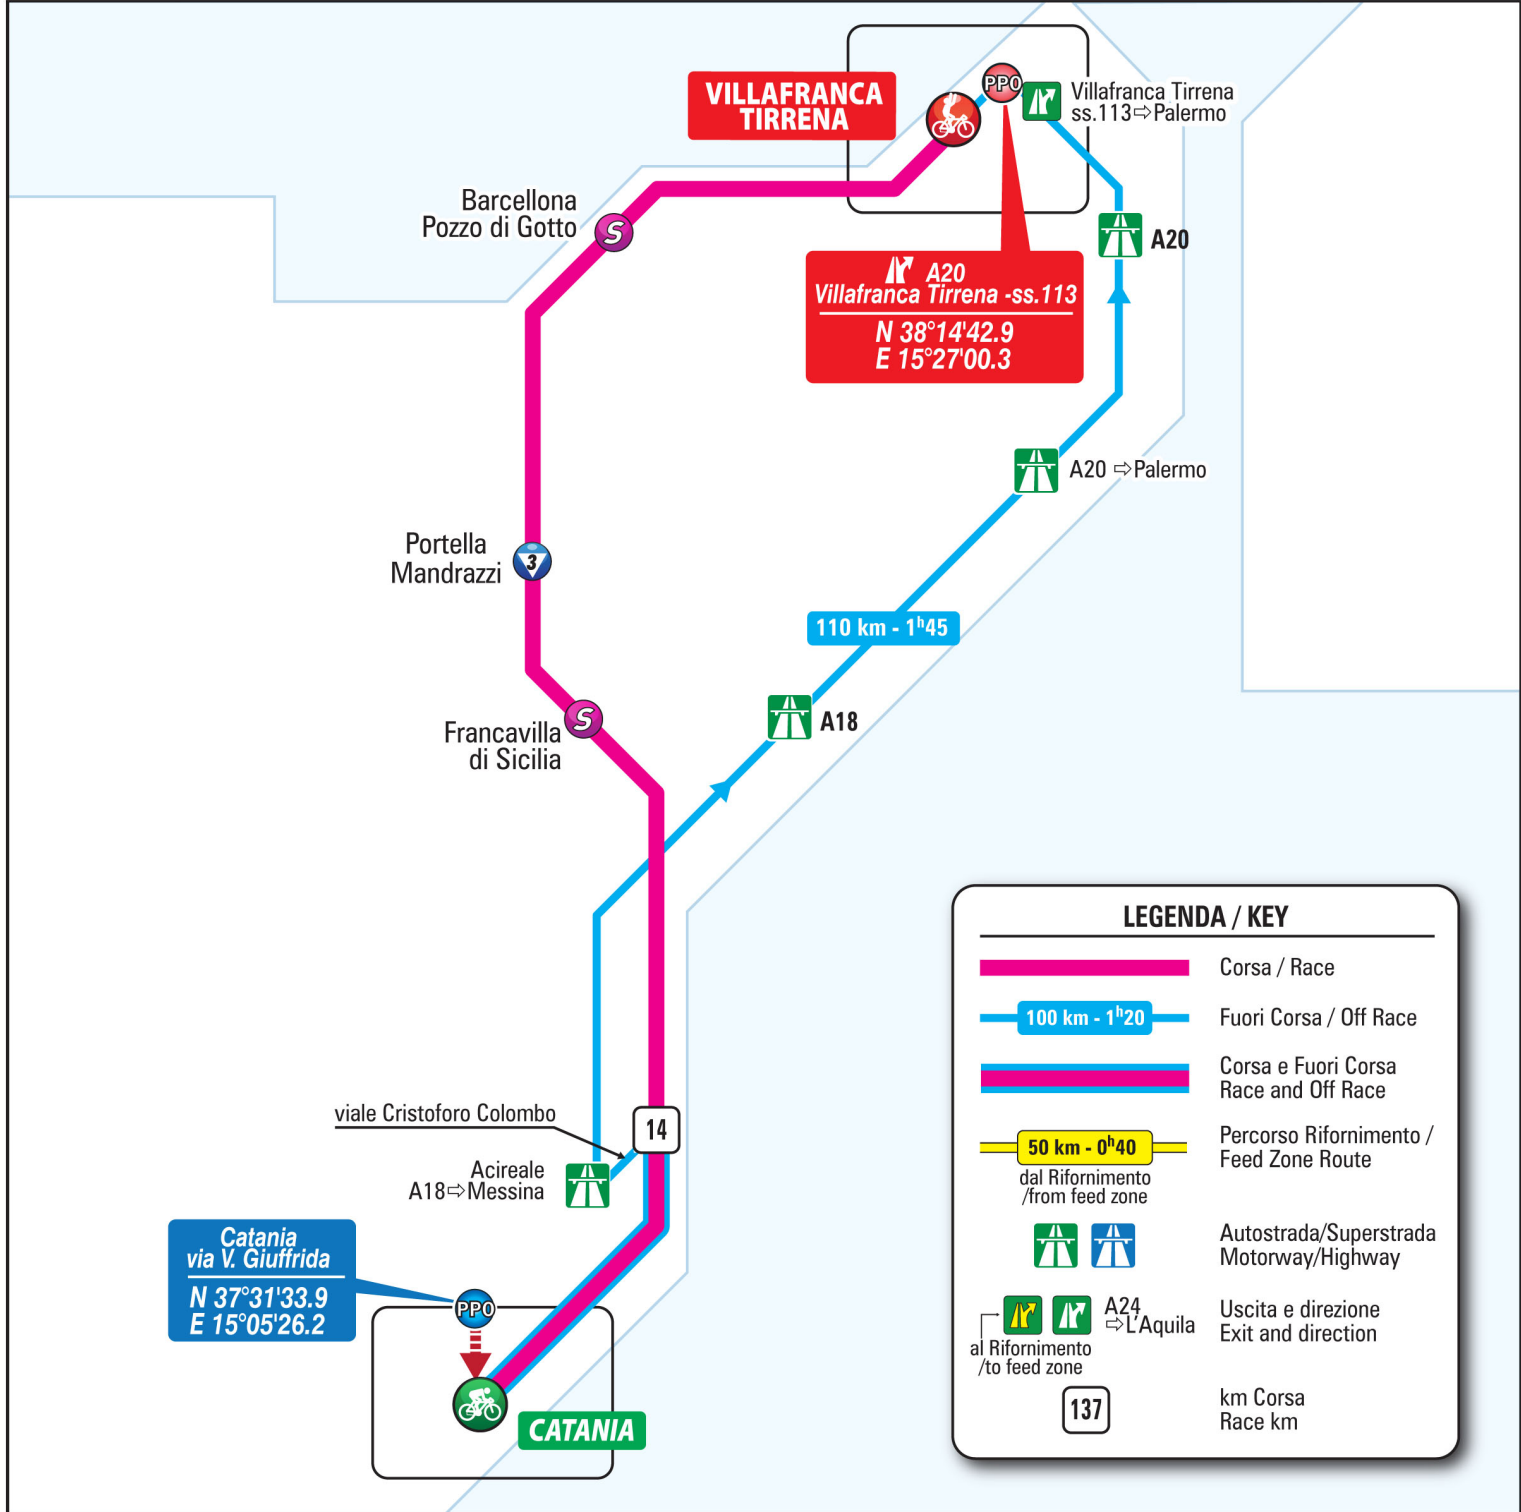 VILLAFRANCA
TIRRENA
PPO
Villafranca Tirrena
ss.113⇨Palermo
Barcellona
Pozzo di Gotto
S
A20
A20
Villafranca Tirrena -ss.113
N 38°14'42.9
E 15°27'00.3
A20 ⇨Palermo
Portella
Mandrazzi
3
110 km - 1h45
Francavilla
di Sicilia
S
A18
viale Cristoforo Colombo
14
Acireale
A18⇨Messina
Catania
via V. Giuffrida
N 37°31'33.9
E 15°05'26.2
PPO
CATANIA
LEGENDA / KEY
Corsa / Race
100 km - 1h20
Fuori Corsa / Off Race
Corsa e Fuori Corsa
Race and Off Race
50 km - 0h40
dal Rifornimento
/from feed zone
Percorso Rifornimento /
Feed Zone Route
Autostrada/Superstrada
Motorway/Highway
A24
⇨L'Aquila
al Rifornimento
/to feed zone
Uscita e direzione
Exit and direction
137
km Corsa
Race km